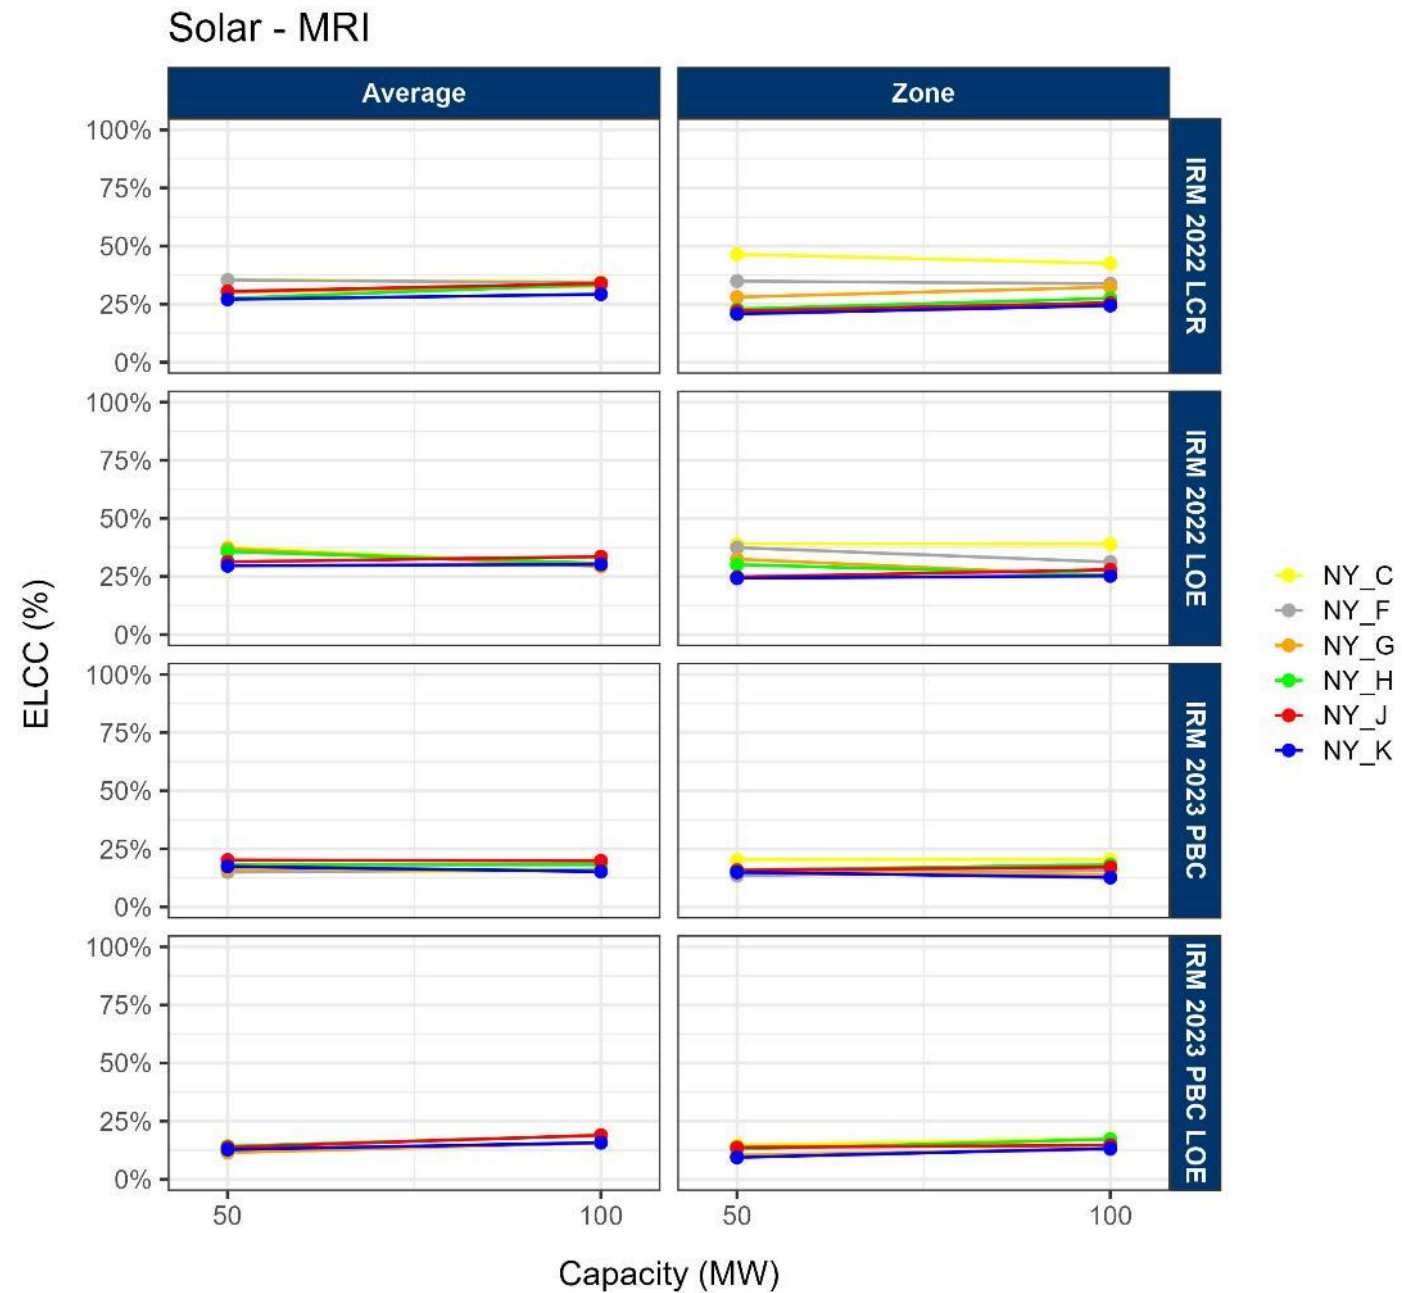 Solar - MRI
Average
Zone
100%
75%
50%
25%
0%
IRM 2022 LCR
100%
75%
50%
25%
0%
IRM 2022 LOE
100%
75%
50%
25%
0%
IRM 2023 PBC
100%
75%
50%
25%
0%
IRM 2023 PBC LOE
ELCC (%)
50
100
50
100
Capacity (MW)
NY_C
NY_F
NY_G
NY_H
NY_J
NY_K